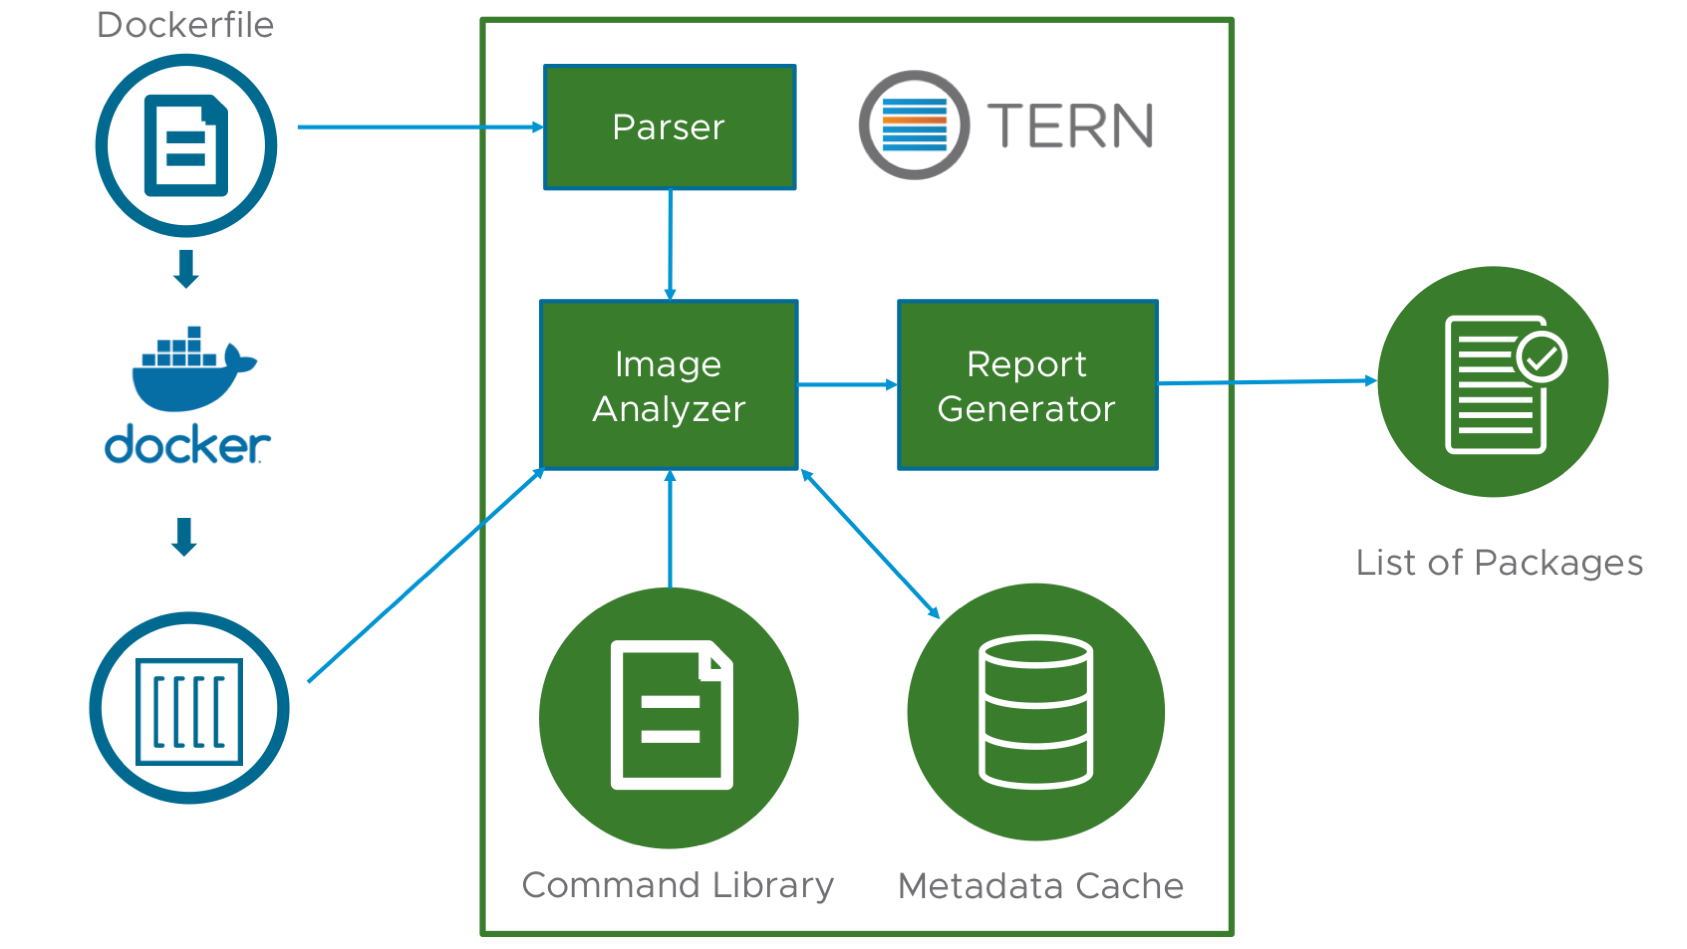 Dockerfile
Parser
TERN
docker
Image
Analyzer
Report
Generator
List of Packages
Command Library
Metadata Cache